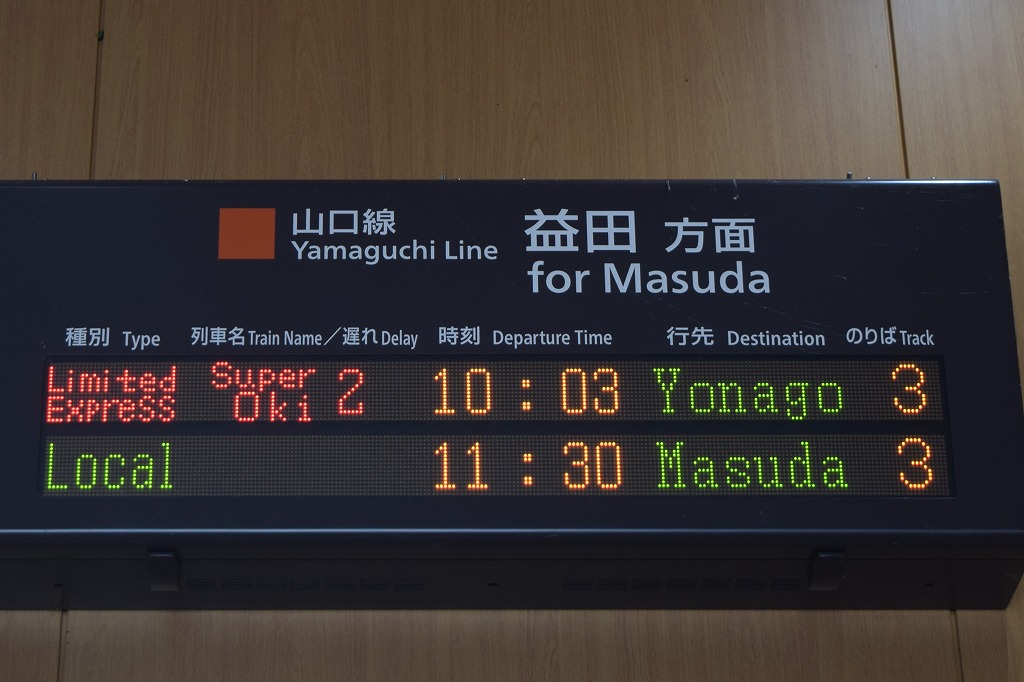 山口線
Yamaguchi Line
益田 方面
for Masuda
種別 Type 列車名 Train Name／遅れ Delay 時刻 Departure Time 行先 Destination のりば Track
Limited Express Super Oki 2 10:03 Yonago 3
Local 11:30 Masuda 3